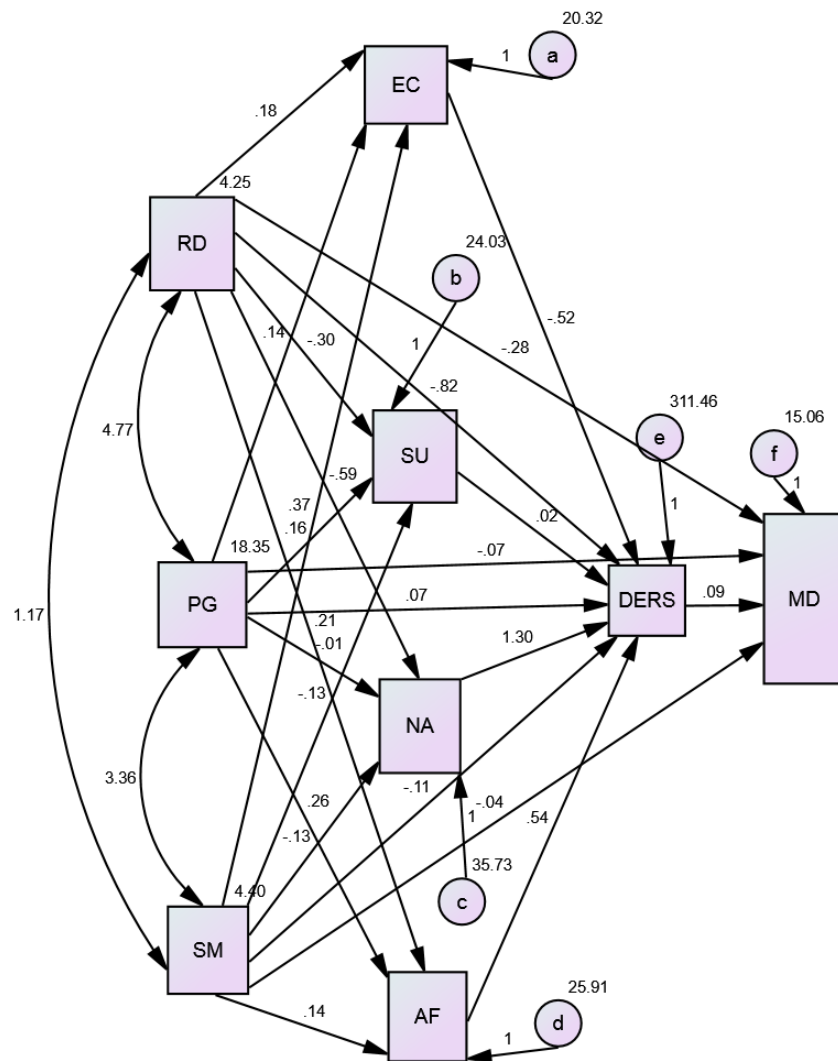 20.32
a
1
EC
.18
4.25
RD
24.03
b
.14
-.30
-.52
-.28
1
-.82
311.46
15.06
e
f
4.77
SU
1
-.59
.37
.16
.02
1
18.35
-.07
PG
.07
DERS
.09
MD
1.17
.21
-.01
1.30
-.13
NA
3.36
-.11
-.04
.26
1
.54
-.13
35.73
4.40
c
SM
.14
AF
25.91
d
1